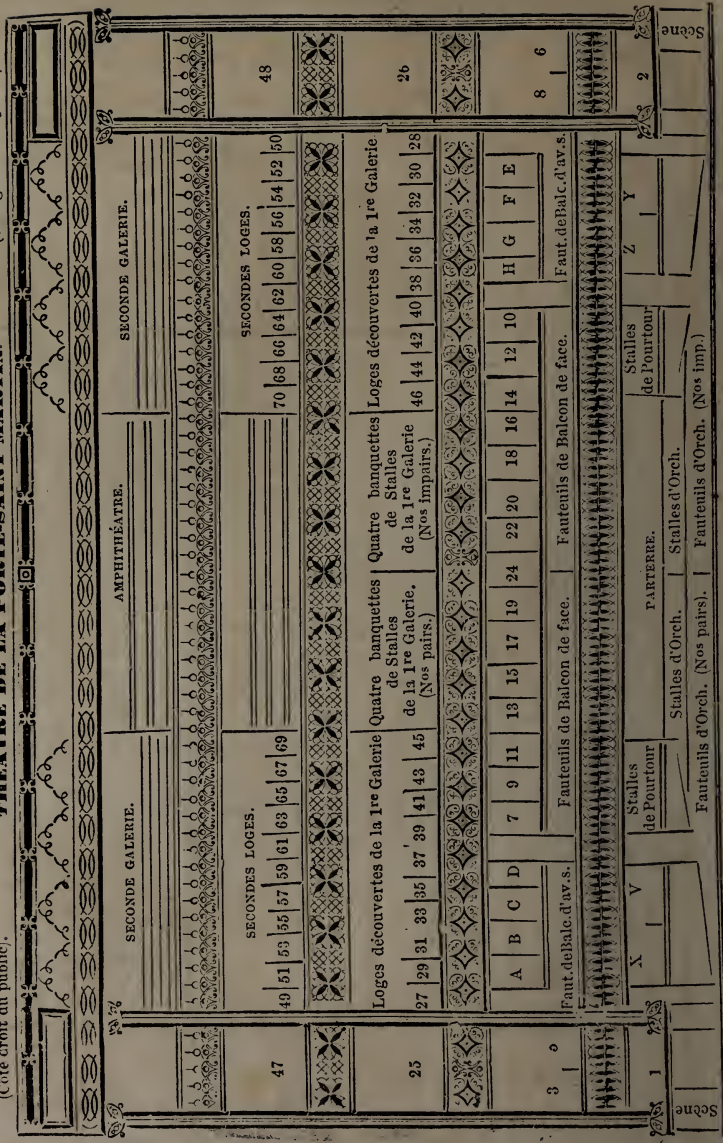 THÉATRE DE LA PORTE-SAINT-MARTIN.
(Côté droit du public).
SECONDE GALERIE.
AMPHITHÉATRE.
SECONDE GALERIE.
47
SECONDES LOGES.
49 | 51 | 53 | 55 | 57 | 59 | 61 | 63 | 65 | 67 | 69
SECONDES LOGES.
70 | 68 | 66 | 64 | 62 | 60 | 58 | 56 | 54 | 52 | 50
48
25
Loges découvertes de la 1re Galerie
27 | 29 | 31 | 33 | 35 | 37 | 39 | 41 | 43 | 45
Quatre banquettes
de Stalles
de la 1re Galerie.
(Nos pairs.)
Quatre banquettes
de Stalles
de la 1re Galerie
(Nos impairs.)
Loges découvertes de la 1re Galerie
46 | 44 | 42 | 40 | 38 | 36 | 34 | 32 | 30 | 28
26
3
A | B | C | D
7 | 9 | 11 | 13 | 15 | 17 | 19 | 24 | 22 | 20 | 18 | 16 | 14 | 12 | 10
H | G | F | E
8 | 6
Faut.deBalc.d'av.s.
Fauteuils de Balcon de face.
Fauteuils de Balcon de face.
Faut.deBalc.d'av.s.
1
X | V
Stalles
de Pourtour
PARTERRE.
Stalles
de Pourtour
Z | Y
2
Stalles d'Orch. | Stalles d'Orch.
Fauteuils d'Orch. (Nos pairs). | Fauteuils d'Orch. (Nos imp.)
Scène
Scène